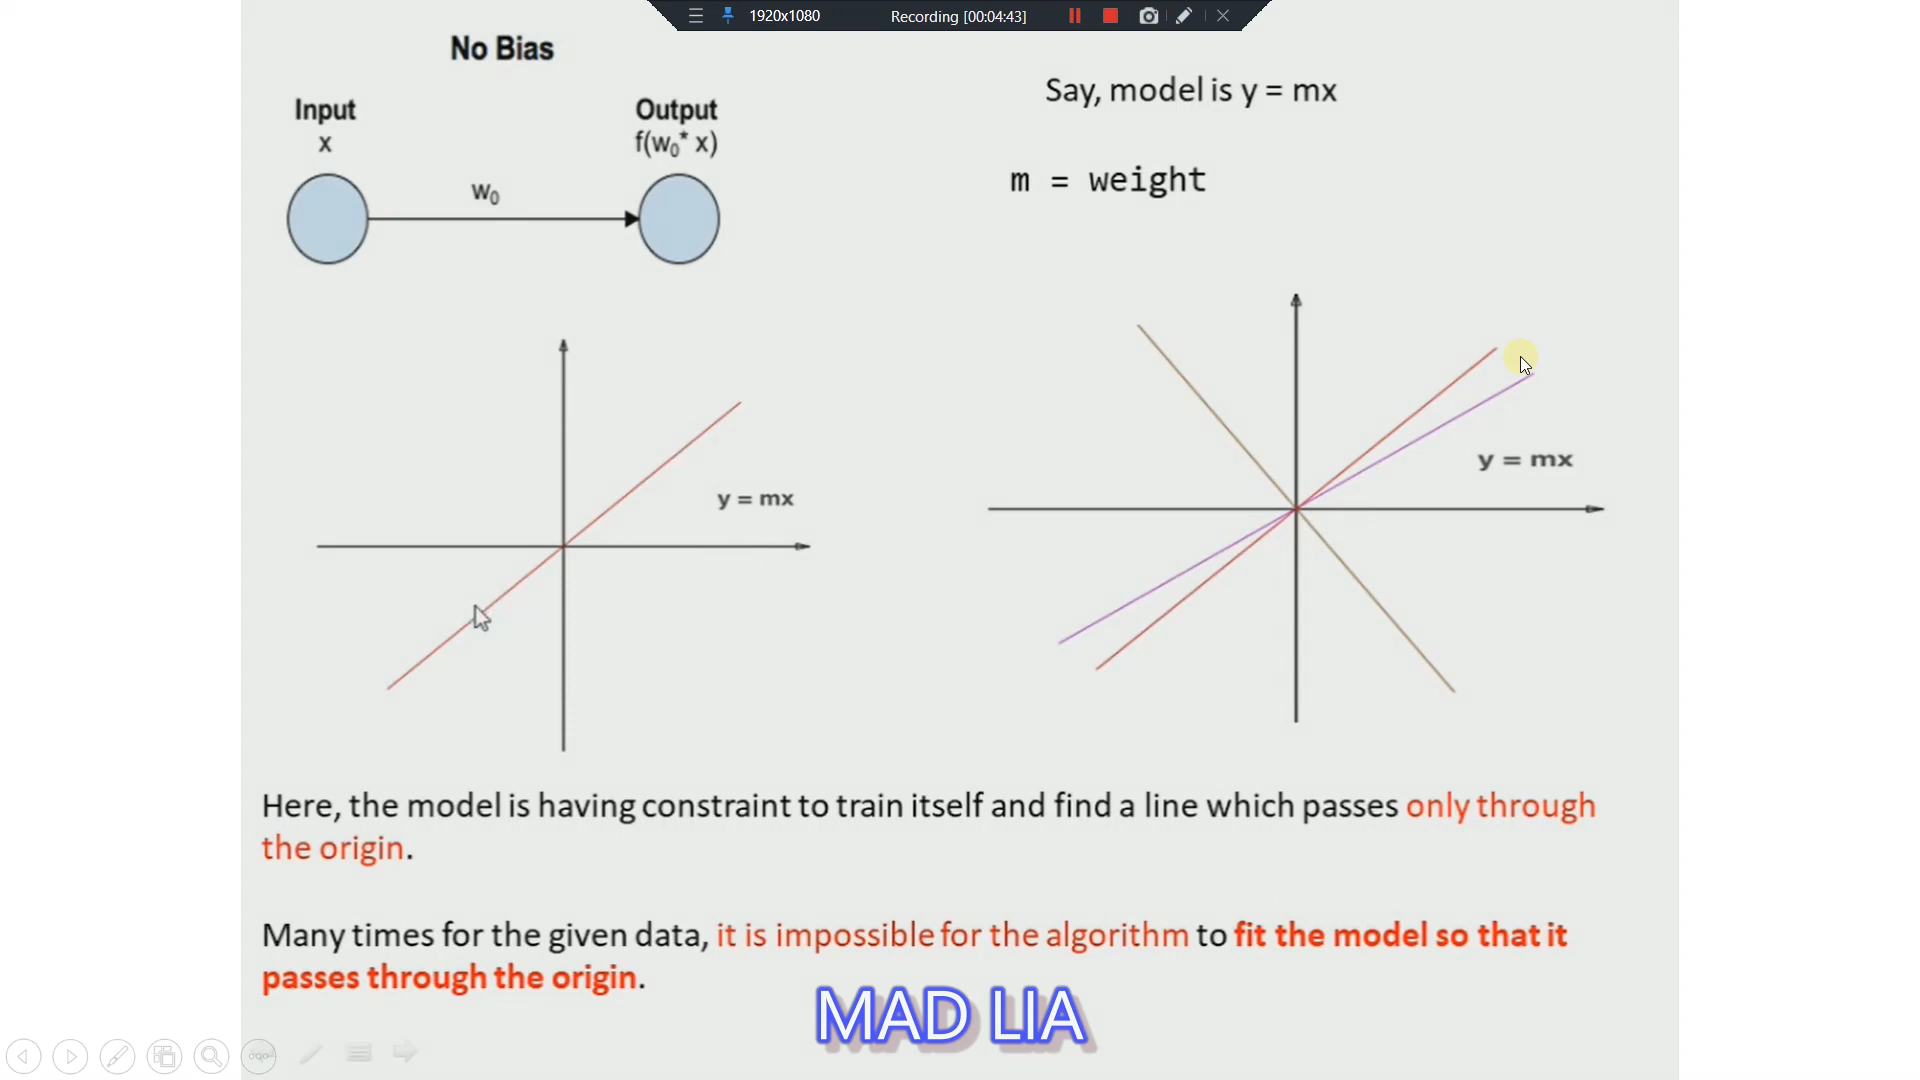 1920x1080
Recording [00:04:43]
No Bias
Input
x
Output
f(w₀* x)
w₀
Say, model is y = mx
m = weight
y = mx
y = mx
Here, the model is having constraint to train itself and find a line which passes only through
the origin.
Many times for the given data, it is impossible for the algorithm to fit the model so that it
passes through the origin.
MAD LIA